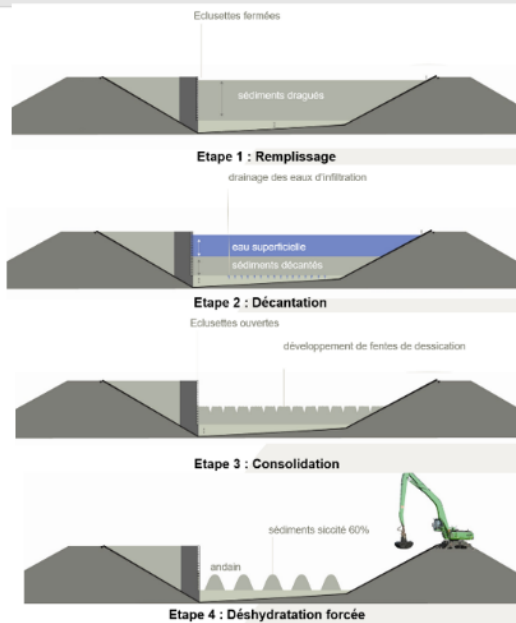 Eclusettes fermées
sédiments dragués
Etape 1 : Remplissage
drainage des eaux d'infiltration
eau superficielle
sédiments décantés
Etape 2 : Décantation
Eclusettes ouvertes
développement de fentes de dessication
Etape 3 : Consolidation
sédiments siccité 60%
andain
Etape 4 : Déshydratation forcée